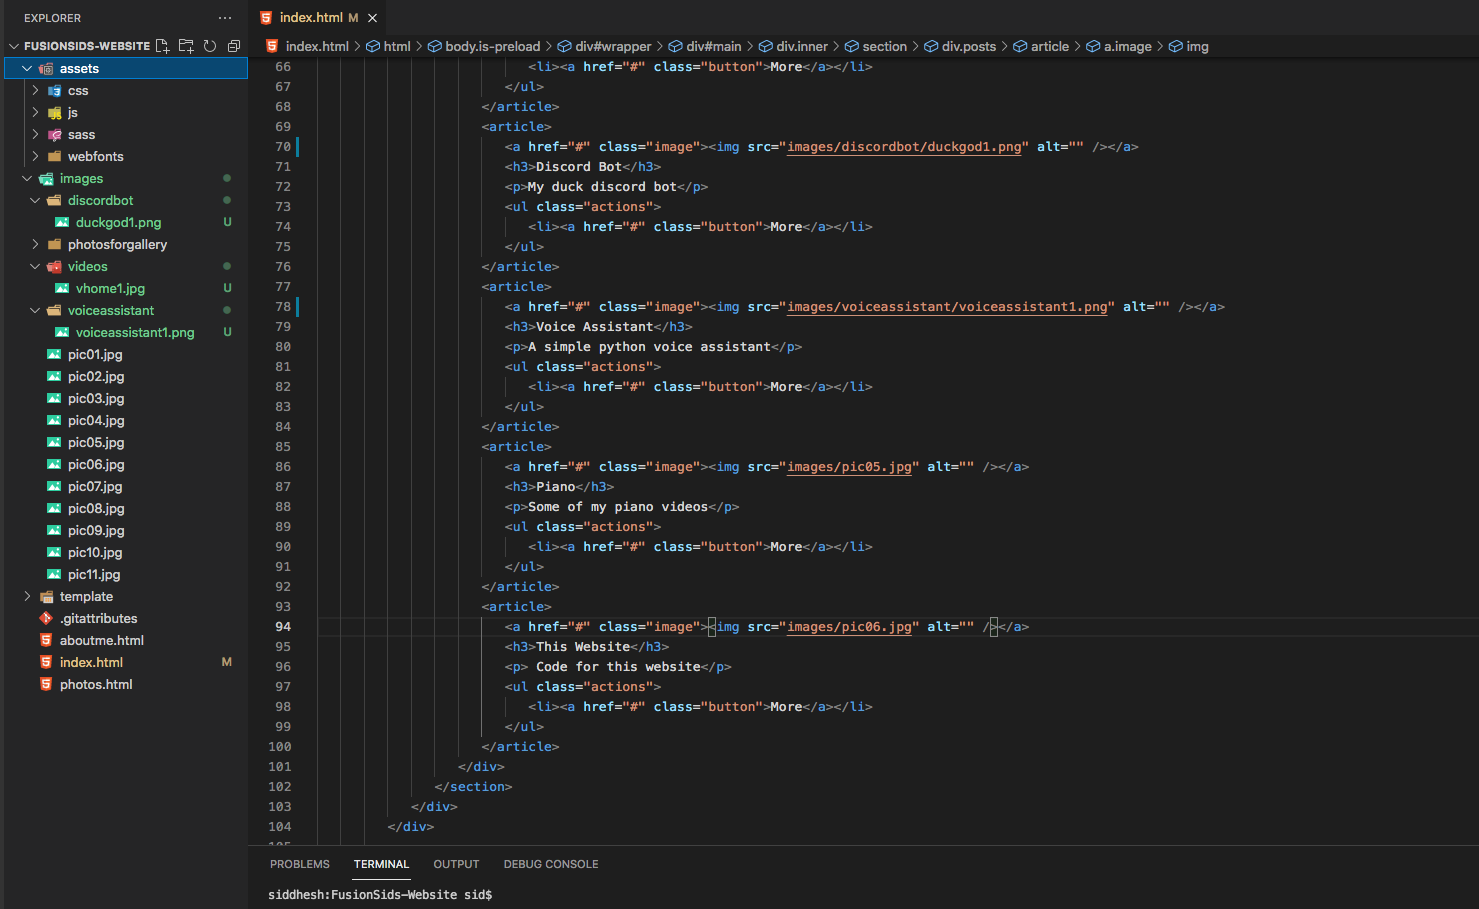 EXPLORER
FUSIONSIDS-WEBSITE
assets
css
js
sass
webfonts
images
discordbot
duckgod1.png U
photosforgallery
videos
vhome1.jpg U
voiceassistant
voiceassistant1.png U
pic01.jpg
pic02.jpg
pic03.jpg
pic04.jpg
pic05.jpg
pic06.jpg
pic07.jpg
pic08.jpg
pic09.jpg
pic10.jpg
pic11.jpg
template
.gitattributes
aboutme.html
index.html M
photos.html
index.html M
index.html > html > body.is-preload > div#wrapper > div#main > div.inner > section > div.posts > article > a.image > img
66 <li><a href="#" class="button">More</a></li>
67 </ul>
68 </article>
69 <article>
70 <a href="#" class="image"><img src="images/discordbot/duckgod1.png" alt="" /></a>
71 <h3>Discord Bot</h3>
72 <p>My duck discord bot</p>
73 <ul class="actions">
74 <li><a href="#" class="button">More</a></li>
75 </ul>
76 </article>
77 <article>
78 <a href="#" class="image"><img src="images/voiceassistant/voiceassistant1.png" alt="" /></a>
79 <h3>Voice Assistant</h3>
80 <p>A simple python voice assistant</p>
81 <ul class="actions">
82 <li><a href="#" class="button">More</a></li>
83 </ul>
84 </article>
85 <article>
86 <a href="#" class="image"><img src="images/pic05.jpg" alt="" /></a>
87 <h3>Piano</h3>
88 <p>Some of my piano videos</p>
89 <ul class="actions">
90 <li><a href="#" class="button">More</a></li>
91 </ul>
92 </article>
93 <article>
94 <a href="#" class="image"><img src="images/pic06.jpg" alt="" /></a>
95 <h3>This Website</h3>
96 <p> Code for this website</p>
97 <ul class="actions">
98 <li><a href="#" class="button">More</a></li>
99 </ul>
100 </article>
101 </div>
102 </section>
103 </div>
104 </div>
PROBLEMS TERMINAL OUTPUT DEBUG CONSOLE
siddhesh:FusionSids-Website sid$